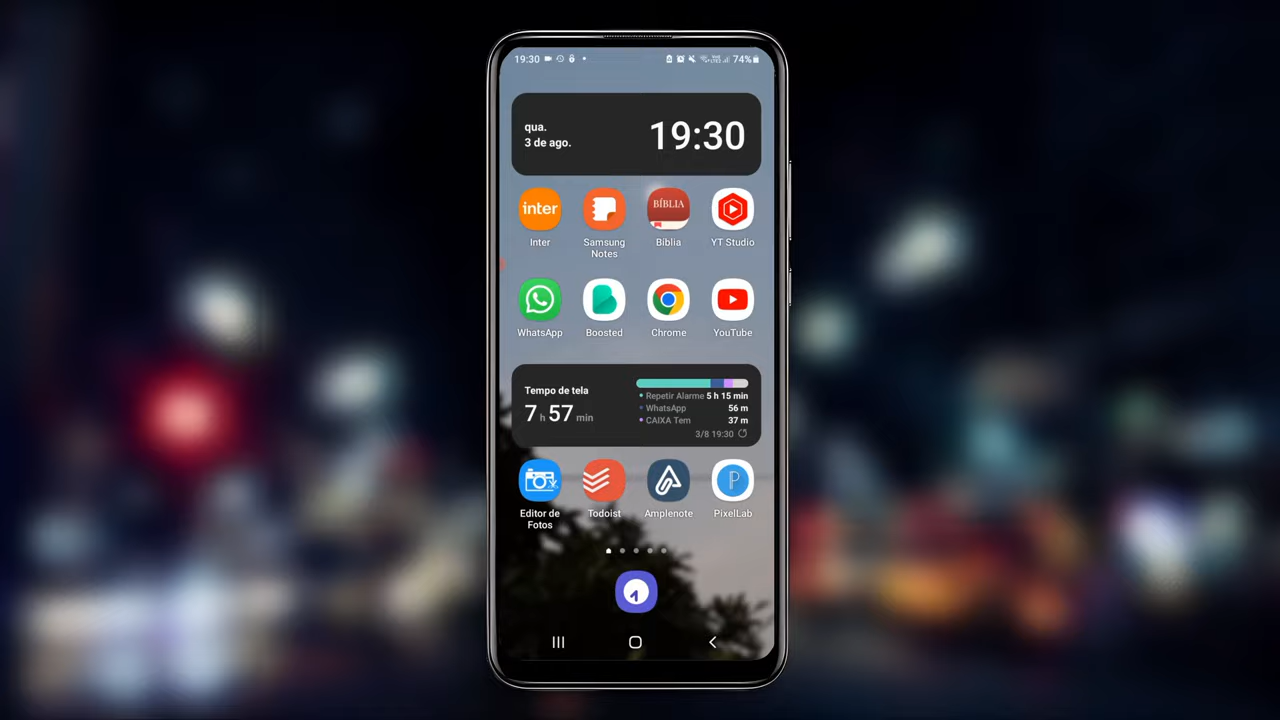 19:30 74%
qua.
3 de ago.
19:30
inter BÍBLIA
Inter Samsung Notes Bíblia YT Studio
WhatsApp Boosted Chrome YouTube
Tempo de tela
7 h 57 min
Repetir Alarme 5 h 15 min
WhatsApp 56 m
CAIXA Tem 37 m
3/8 19:30
Editor de Fotos Todoist Amplenote PixelLab